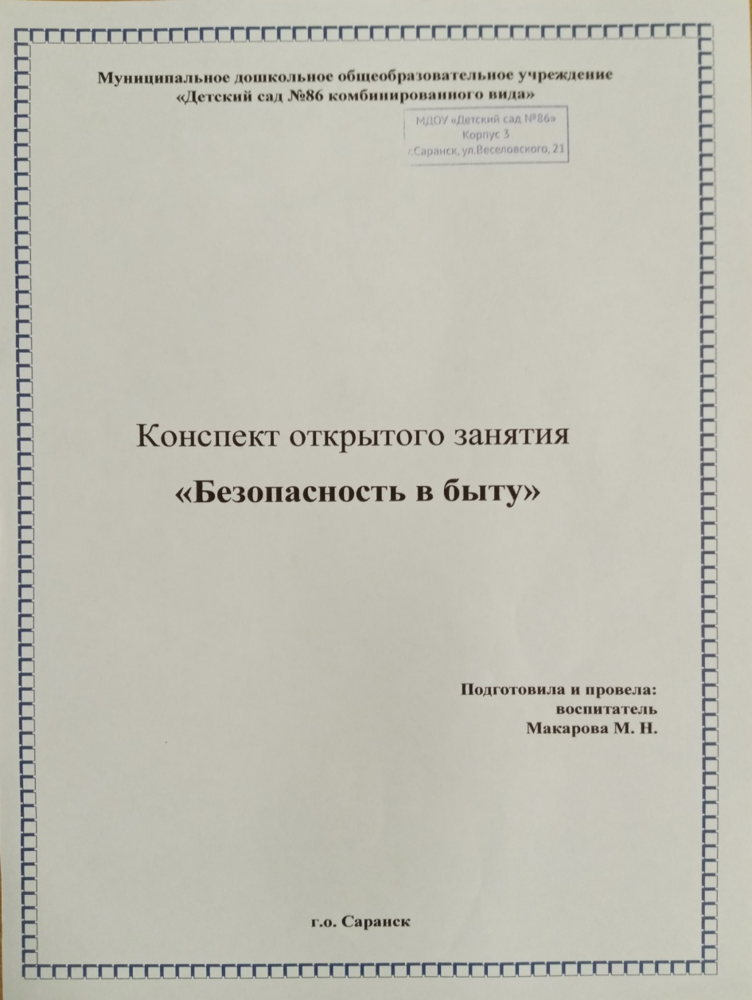 Муниципальное дошкольное общеобразовательное учреждение
«Детский сад №86 комбинированного вида»
МДОУ «Детский сад №86»
Корпус 3
г.Саранск, ул.Веселовского, 21
Конспект открытого занятия
«Безопасность в быту»
Подготовила и провела:
воспитатель
Макарова М. Н.
г.о. Саранск